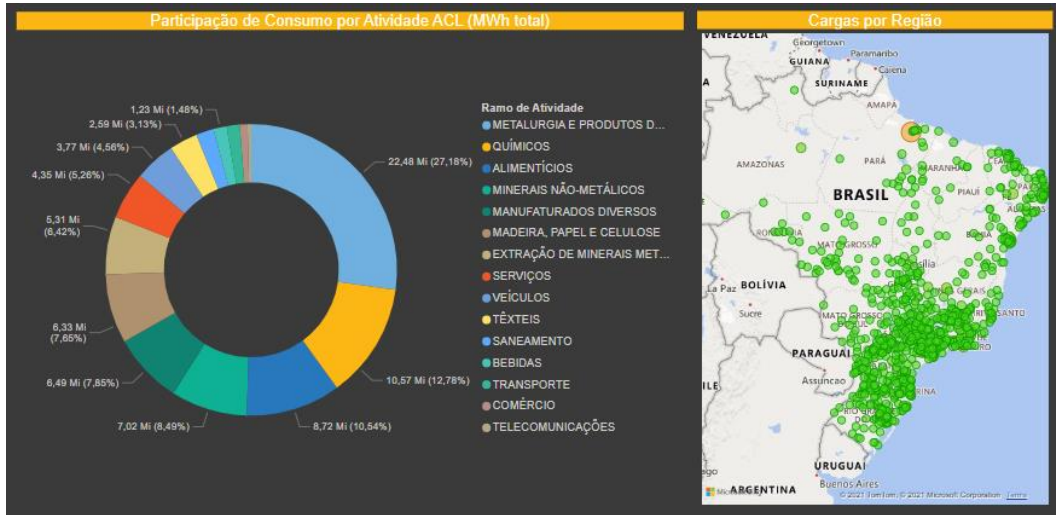 Participação de Consumo por Atividade ACL (MWh total)
1,23 Mi (1,48%)
2,59 Mi (3,13%)
3,77 Mi (4,56%)
4,35 Mi (5,26%)
5,31 Mi
(6,42%)
6,33 Mi
(7,65%)
6,49 Mi (7,85%)
7,02 Mi (8,49%)
8,72 Mi (10,54%)
10,57 Mi (12,78%)
22,48 Mi (27,18%)
Ramo de Atividade
METALURGIA E PRODUTOS D...
QUÍMICOS
ALIMENTÍCIOS
MINERAIS NÃO-METÁLICOS
MANUFATURADOS DIVERSOS
MADEIRA, PAPEL E CELULOSE
EXTRAÇÃO DE MINERAIS MET...
SERVIÇOS
VEÍCULOS
TÊXTEIS
SANEAMENTO
BEBIDAS
TRANSPORTE
COMÉRCIO
TELECOMUNICAÇÕES
Cargas por Região
VENEZUELA
Georgetown
Paramaribo
GUIANA
Caiena
SURINAME
AMAPÁ
AMAZONAS
PARÁ
BRASIL
PIAUÍ
MATO GROSSO
La Paz
BOLÍVIA
Sucre
MATO GROSSO
PARAGUAI
Assuncao
URUGUAI
Buenos Aires
ARGENTINA
© 2021 TomTom, © 2021 Microsoft Corporation
Terms